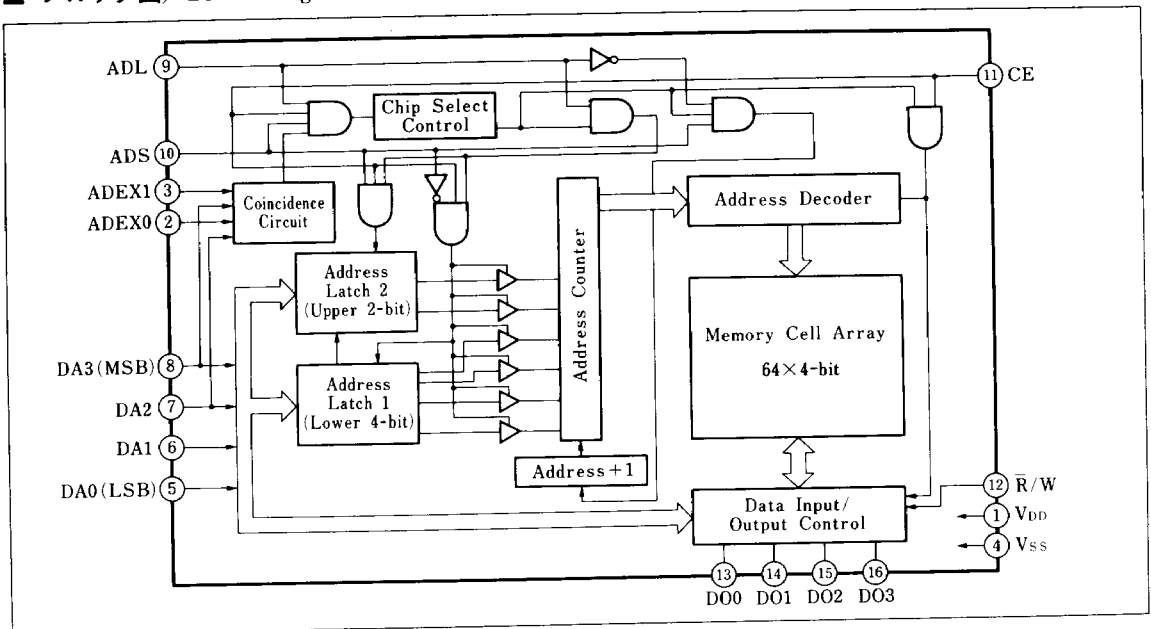 ADL 9
11 CE
Chip Select
Control
ADS 10
ADEX1 3
ADEX0 2
Coincidence
Circuit
Address Decoder
Address
Latch 2
(Upper 2-bit)
Address Counter
Memory Cell Array
64×4-bit
DA3(MSB) 8
DA2 7
DA1 6
DA0(LSB) 5
Address
Latch 1
(Lower 4-bit)
Address+1
Data Input/
Output Control
12 R̅/W
1 VDD
4 VSS
13 14 15 16
DO0 DO1 DO2 DO3